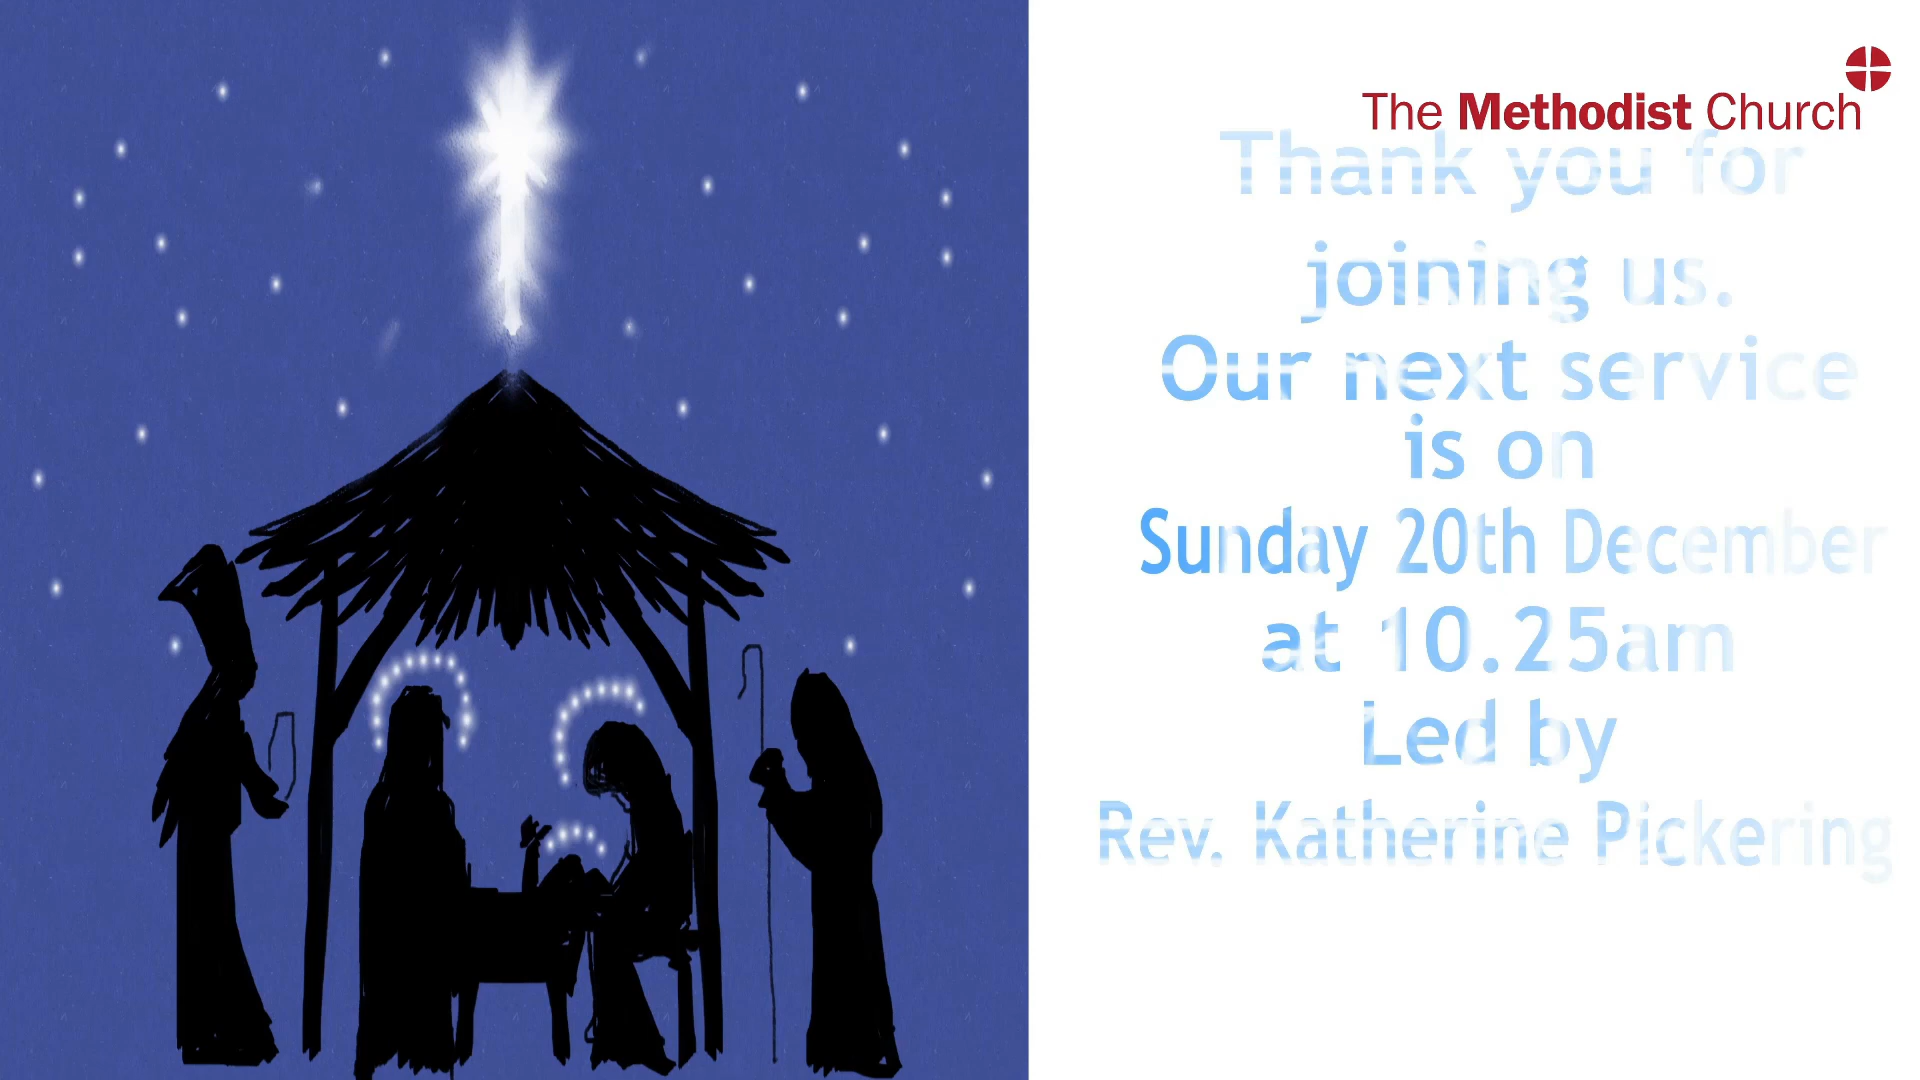 The Methodist Church
Thank you for
joining us.
Our next service
is on
Sunday 20th December
at 10.25am
Led by
Rev. Katherine Pickering